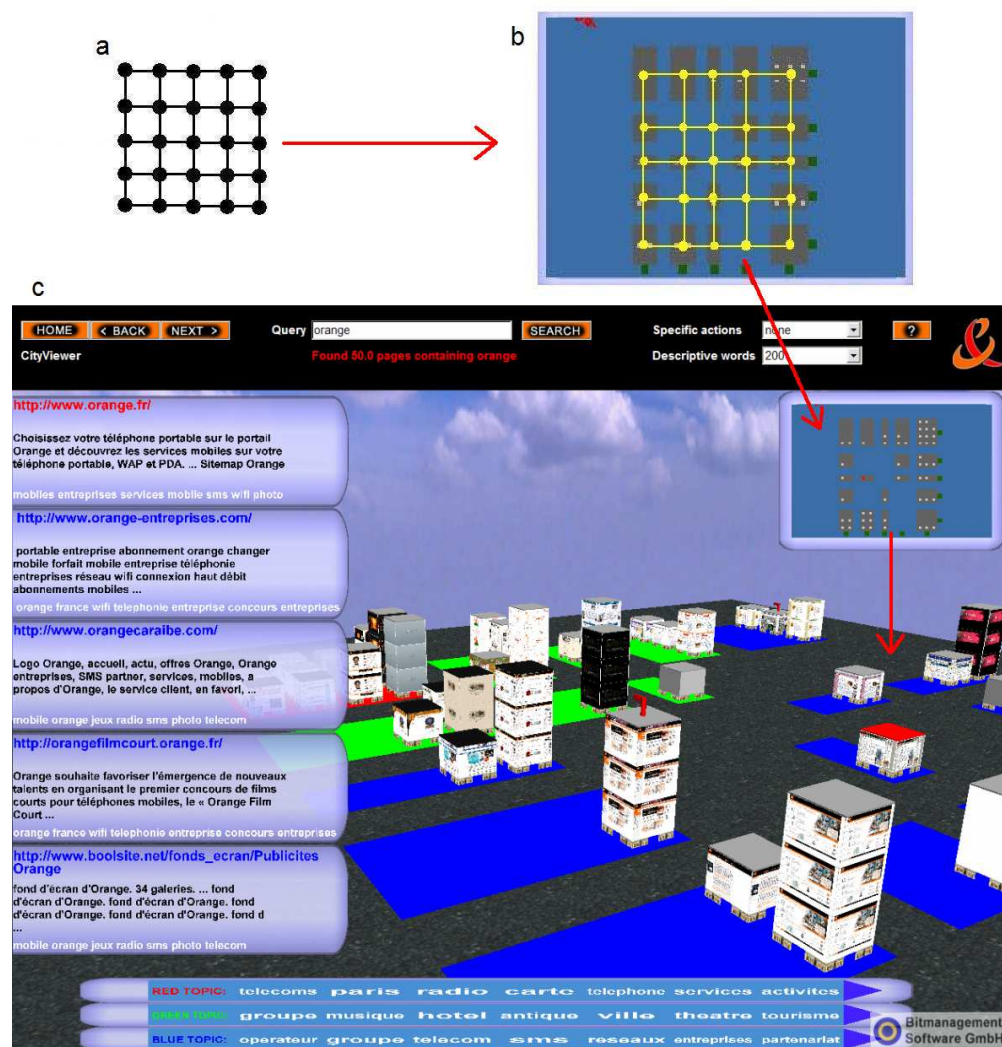 a
b
c
HOME
< BACK
NEXT >
Query
orange
SEARCH
Specific actions
none
?
CityViewer
Found 50.0 pages containing orange
Descriptive words
200
http://www.orange.fr/
Choisissez votre téléphone portable sur le portail
Orange et découvrez les services mobiles sur votre
téléphone portable, WAP et PDA. ... Sitemap Orange
mobiles entreprises services mobile sms wifi photo
http://www.orange-entreprises.com/
portable entreprise abonnement orange changer
mobile forfait mobile entreprise téléphonie
entreprises réseau wifi connexion haut débit
abonnements mobiles ...
orange france wifi telephonie entreprise concours entreprises
http://www.orangecaraibe.com/
Logo Orange, accueil, actu, offres Orange, Orange
entreprises, SMS partner, services, mobiles, a
propos d'Orange, le service client, en favori, ...
mobile orange jeux radio sms photo telecom
http://orangefilmcourt.orange.fr/
Orange souhaite favoriser l'émergence de nouveaux
talents en organisant le premier concours de films
courts pour téléphones mobiles, le « Orange Film
Court ...
orange france wifi telephonie entreprise concours entreprises
http://www.boolsite.net/fonds_ecran/Publicites
Orange
fond d'écran d'Orange. 34 galeries. ... fond
d'écran d'Orange. fond d'écran d'Orange. fond
d'écran d'Orange. fond d'écran d'Orange. fond d
...
mobile orange jeux radio sms photo telecom
RED TOPIC: telecoms paris radio carte telephone services activites
GREEN TOPIC: groupe musique hotel antique ville theatre tourisme
BLUE TOPIC: operateur groupe telecom sms reseaux entreprises partenariat
Bitmanagement
Software GmbH